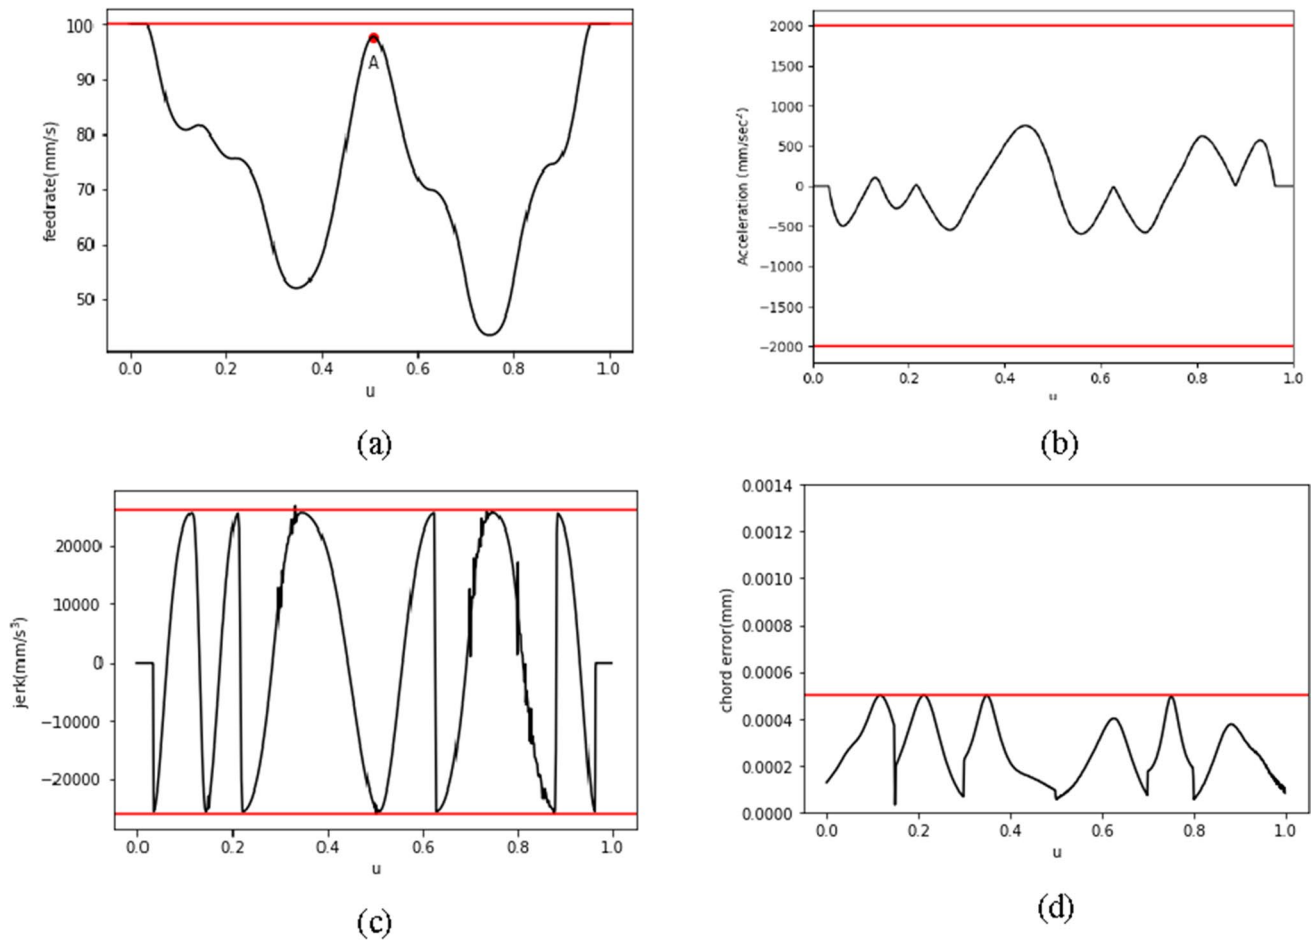 100
90
80
70
60
50
feedrate(mm/s)
A
0.0 0.2 0.4 0.6 0.8 1.0
u
(a)
2000
1500
1000
500
0
−500
−1000
−1500
−2000
Acceleration (mm/sec²)
0.0 0.2 0.4 0.6 0.8 1.0
u
(b)
20000
10000
0
−10000
−20000
jerk(mm/s³)
0.0 0.2 0.4 0.6 0.8 1.0
u
(c)
0.0014
0.0012
0.0010
0.0008
0.0006
0.0004
0.0002
0.0000
chord error(mm)
0.0 0.2 0.4 0.6 0.8 1.0
u
(d)